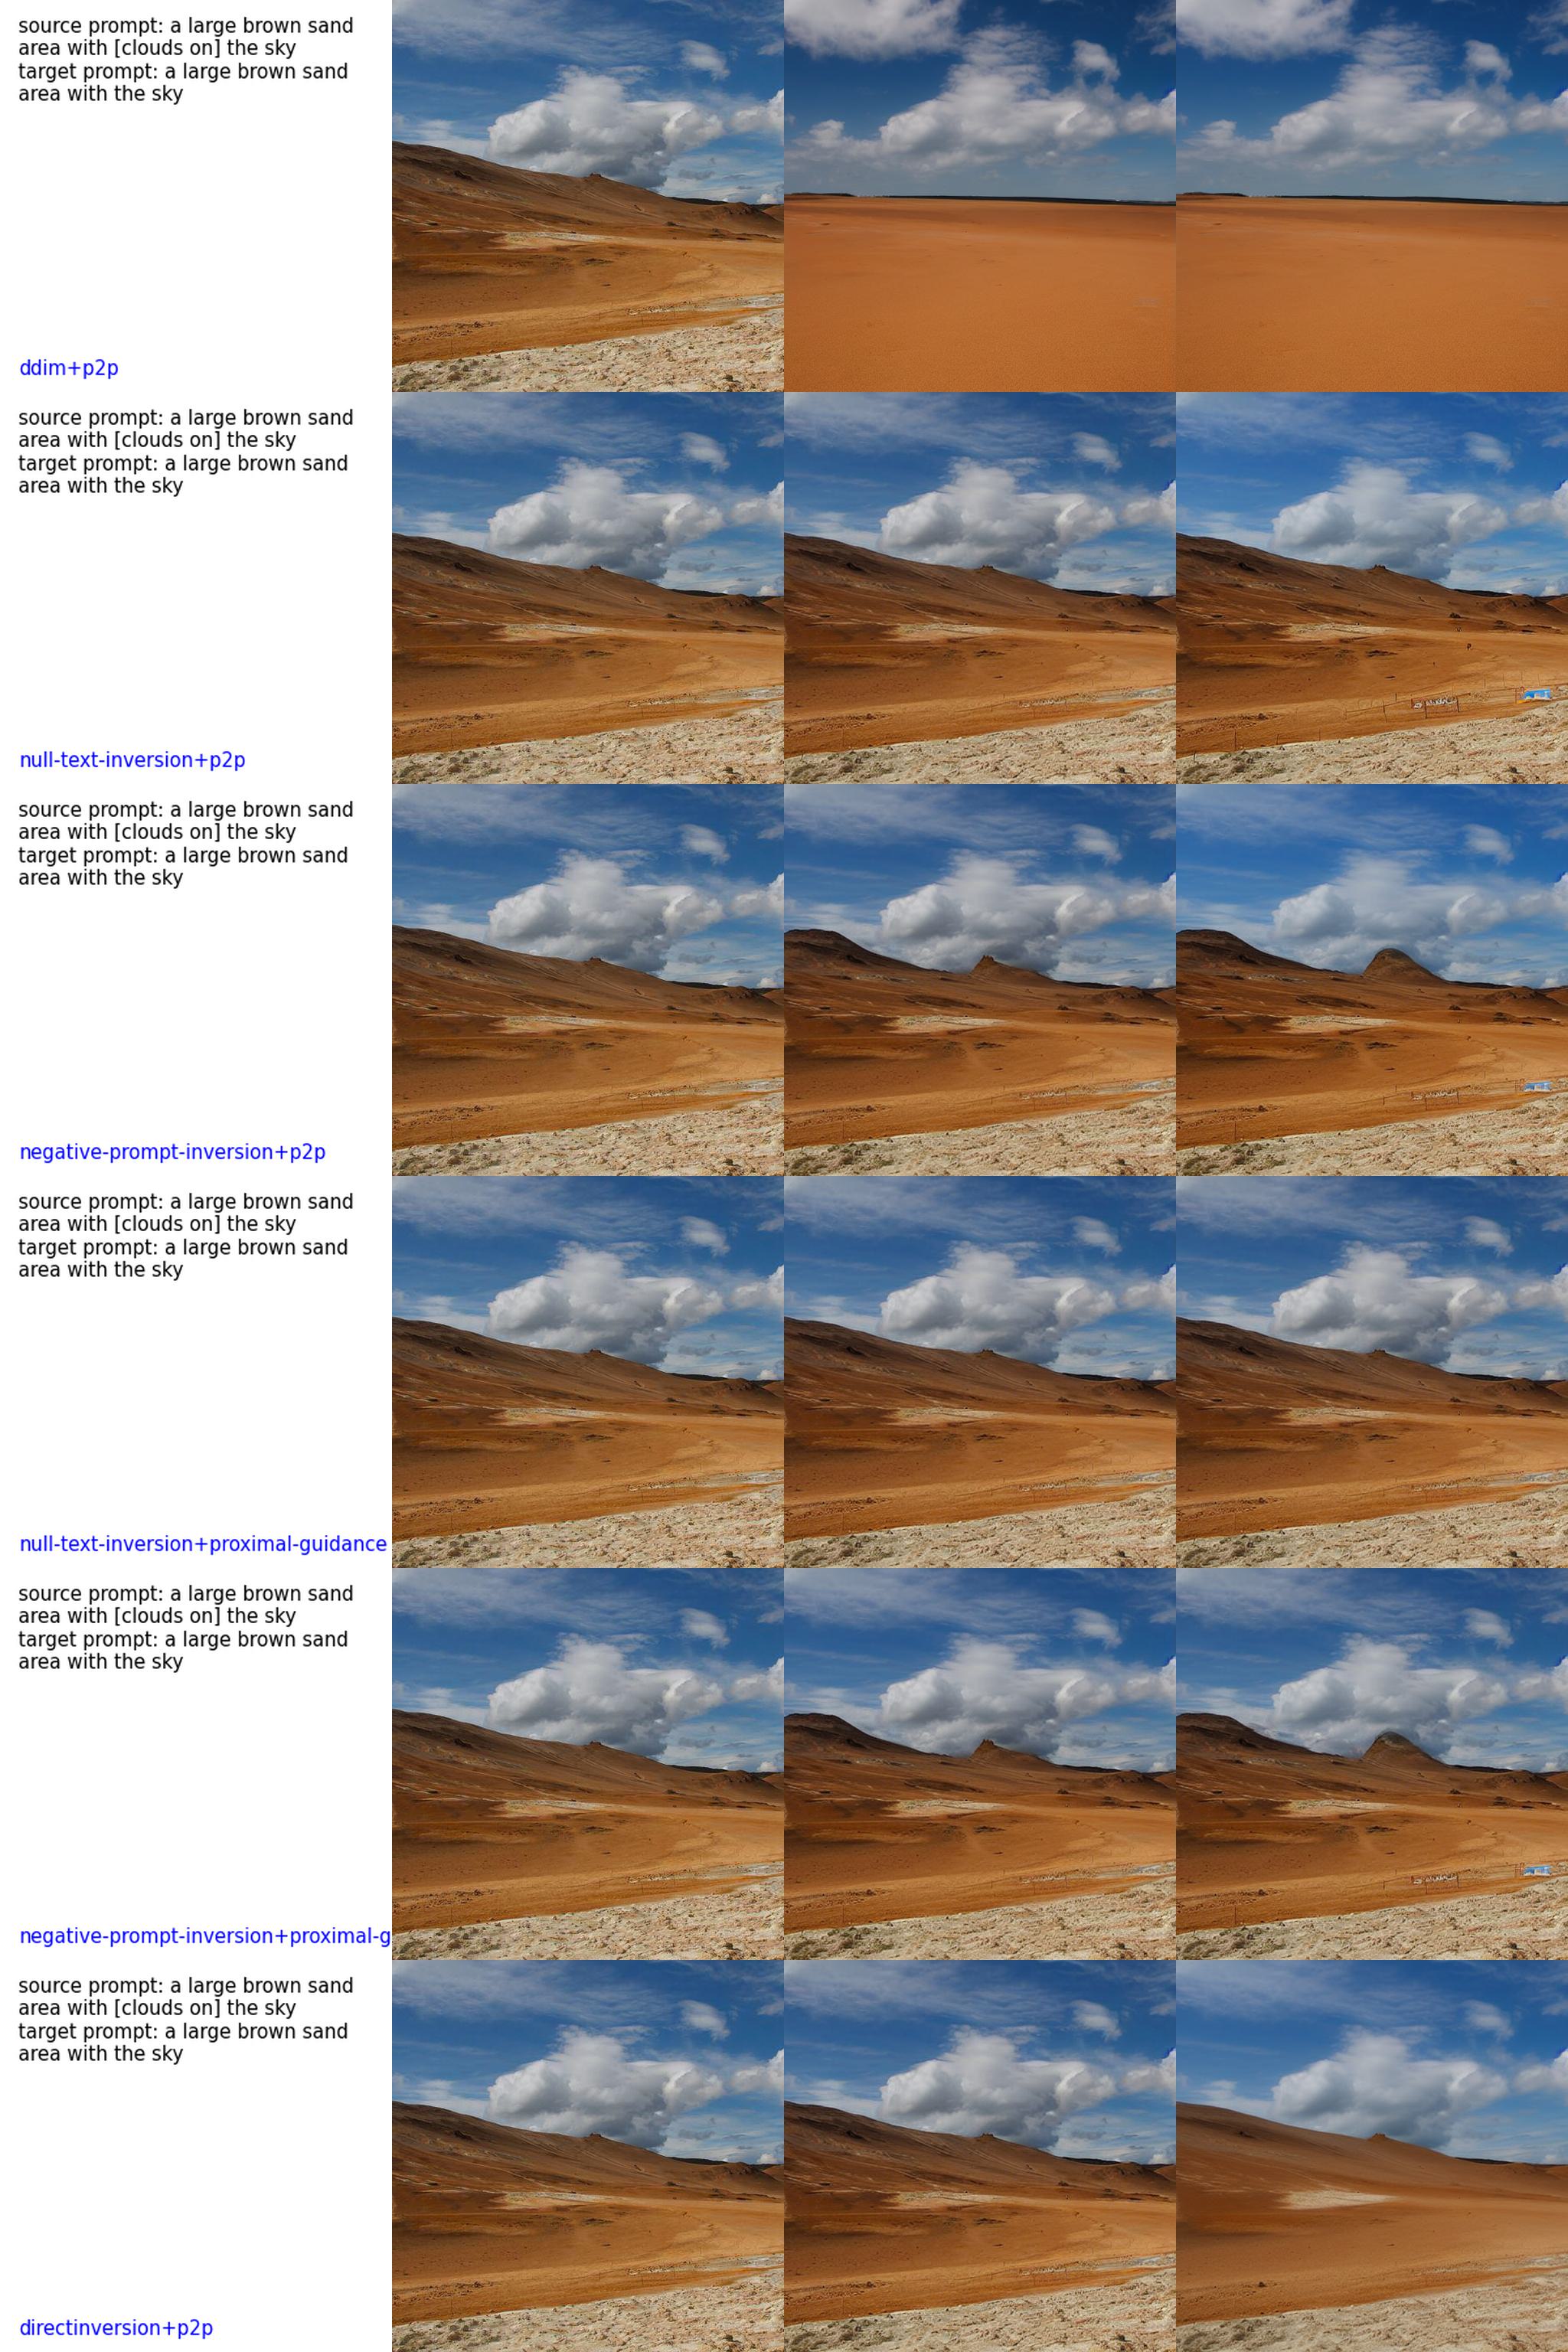 source prompt: a large brown sand
area with [clouds on] the sky
target prompt: a large brown sand
area with the sky
ddim+p2p
source prompt: a large brown sand
area with [clouds on] the sky
target prompt: a large brown sand
area with the sky
null-text-inversion+p2p
source prompt: a large brown sand
area with [clouds on] the sky
target prompt: a large brown sand
area with the sky
negative-prompt-inversion+p2p
source prompt: a large brown sand
area with [clouds on] the sky
target prompt: a large brown sand
area with the sky
null-text-inversion+proximal-guidance
source prompt: a large brown sand
area with [clouds on] the sky
target prompt: a large brown sand
area with the sky
negative-prompt-inversion+proximal-g
source prompt: a large brown sand
area with [clouds on] the sky
target prompt: a large brown sand
area with the sky
directinversion+p2p